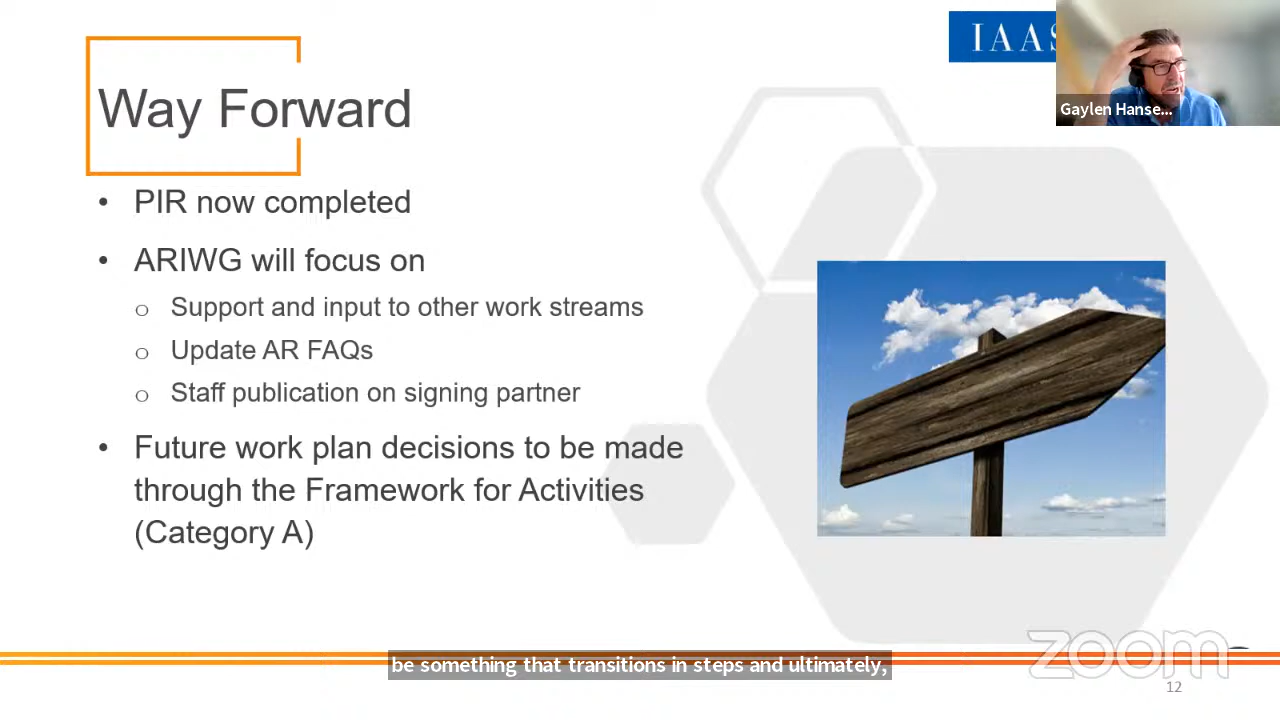 IAAS
Gaylen Hanse...
Way Forward
• PIR now completed
• ARIWG will focus on
o Support and input to other work streams
o Update AR FAQs
o Staff publication on signing partner
• Future work plan decisions to be made
through the Framework for Activities
(Category A)
zoom
be something that transitions in steps and ultimately,
12